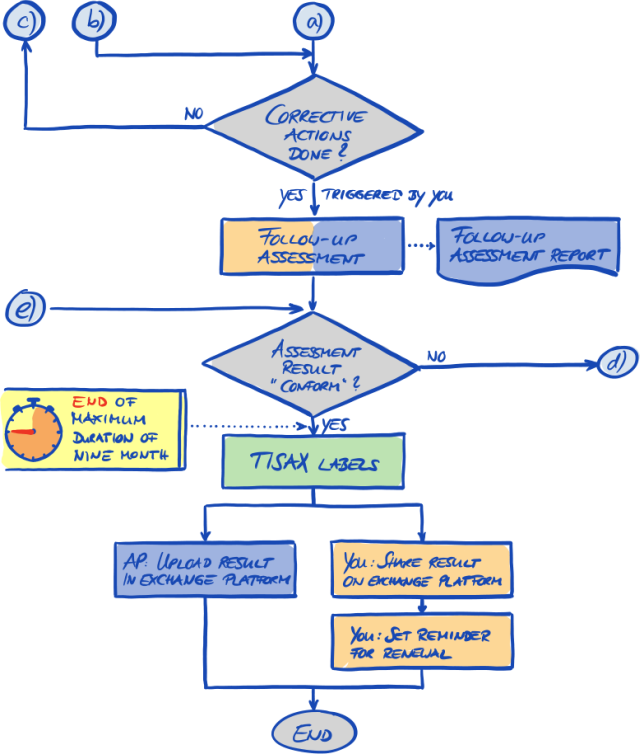 c)
b)
a)
NO
CORRECTIVE
ACTIONS
DONE?
YES TRIGGERED BY YOU
FOLLOW-UP
ASSESSMENT
FOLLOW-UP
ASSESSMENT REPORT
e)
ASSESSMENT
RESULT
"CONFORM"?
NO
d)
END OF
MAXIMUM
DURATION OF
NINE MONTH
YES
TISAX LABELS
AP: UPLOAD RESULT
IN EXCHANGE PLATFORM
YOU: SHARE RESULT
ON EXCHANGE PLATFORM
YOU: SET REMINDER
FOR RENEWAL
END